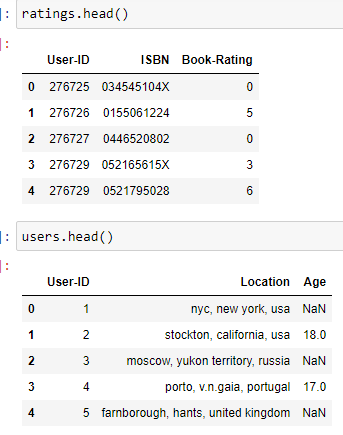 ]: ratings.head()
]:
User-ID ISBN Book-Rating
0 276725 034545104X 0
1 276726 0155061224 5
2 276727 0446520802 0
3 276729 052165615X 3
4 276729 0521795028 6
]: users.head()
]:
User-ID Location Age
0 1 nyc, new york, usa NaN
1 2 stockton, california, usa 18.0
2 3 moscow, yukon territory, russia NaN
3 4 porto, v.n.gaia, portugal 17.0
4 5 farnborough, hants, united kingdom NaN